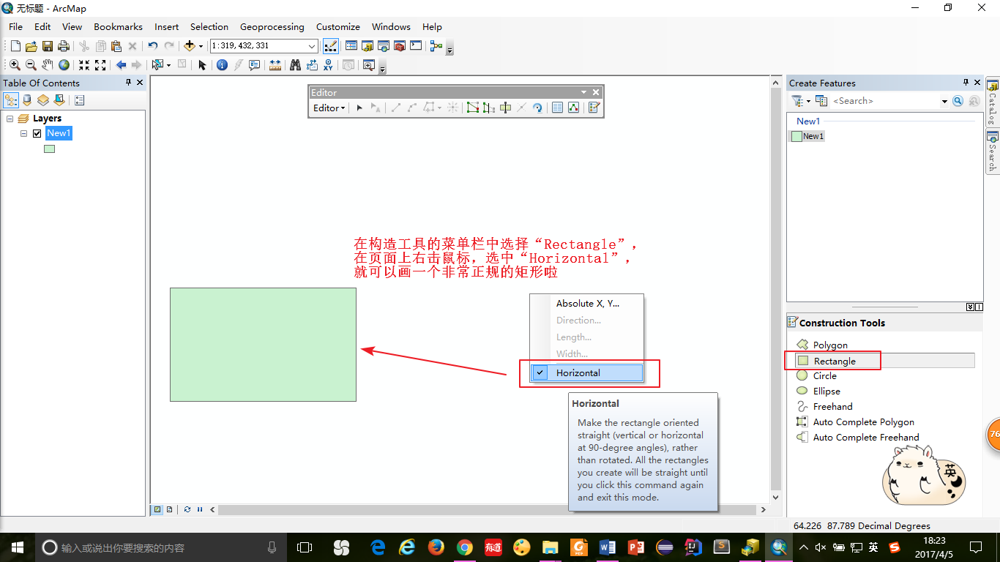 无标题 - ArcMap
File Edit View Bookmarks Insert Selection Geoprocessing Customize Windows Help
1:319,432,331
Table Of Contents
Layers
New1
Editor
Editor
Create Features
<Search>
New1
New1
Catalog
Search
在构造工具的菜单栏中选择“Rectangle”，
在页面上右击鼠标，选中“Horizontal”，
就可以画一个非常正规的矩形啦
Absolute X, Y...
Direction...
Length...
Width...
Horizontal
Horizontal
Make the rectangle oriented
straight (vertical or horizontal
at 90-degree angles), rather
than rotated. All the rectangles
you create will be straight until
you click this command again
and exit this mode.
Construction Tools
Polygon
Rectangle
Circle
Ellipse
Freehand
Auto Complete Polygon
Auto Complete Freehand
76
英
64.226 87.789 Decimal Degrees
输入或说出你要搜索的内容
有道
PDF
英
18:23
2017/4/5